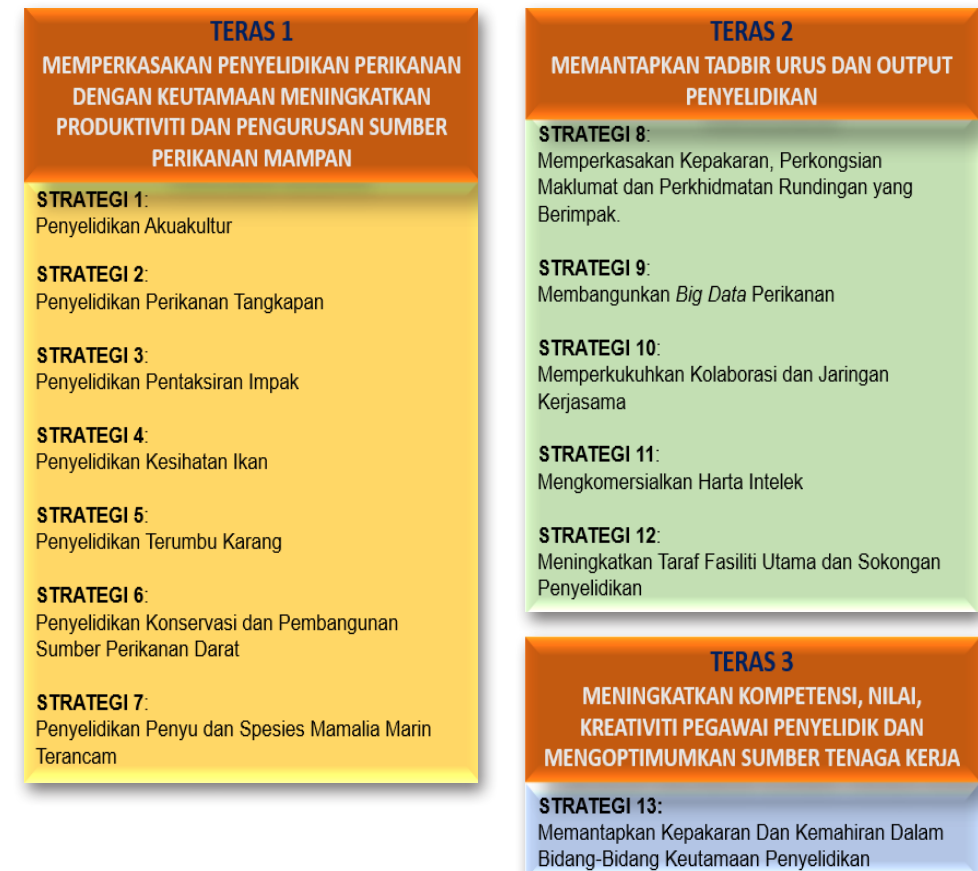 TERAS 1
MEMPERKASAKAN PENYELIDIKAN PERIKANAN
DENGAN KEUTAMAAN MENINGKATKAN
PRODUKTIVITI DAN PENGURUSAN SUMBER
PERIKANAN MAMPAN
STRATEGI 1:
Penyelidikan Akuakultur
STRATEGI 2:
Penyelidikan Perikanan Tangkapan
STRATEGI 3:
Penyelidikan Pentaksiran Impak
STRATEGI 4:
Penyelidikan Kesihatan Ikan
STRATEGI 5:
Penyelidikan Terumbu Karang
STRATEGI 6:
Penyelidikan Konservasi dan Pembangunan
Sumber Perikanan Darat
STRATEGI 7:
Penyelidikan Penyu dan Spesies Mamalia Marin
Terancam
TERAS 2
MEMANTAPKAN TADBIR URUS DAN OUTPUT
PENYELIDIKAN
STRATEGI 8:
Memperkasakan Kepakaran, Perkongsian
Maklumat dan Perkhidmatan Rundingan yang
Berimpak.
STRATEGI 9:
Membangunkan Big Data Perikanan
STRATEGI 10:
Memperkukuhkan Kolaborasi dan Jaringan
Kerjasama
STRATEGI 11:
Mengkomersialkan Harta Intelek
STRATEGI 12:
Meningkatkan Taraf Fasiliti Utama dan Sokongan
Penyelidikan
TERAS 3
MENINGKATKAN KOMPETENSI, NILAI,
KREATIVITI PEGAWAI PENYELIDIK DAN
MENGOPTIMUMKAN SUMBER TENAGA KERJA
STRATEGI 13:
Memantapkan Kepakaran Dan Kemahiran Dalam
Bidang-Bidang Keutamaan Penyelidikan